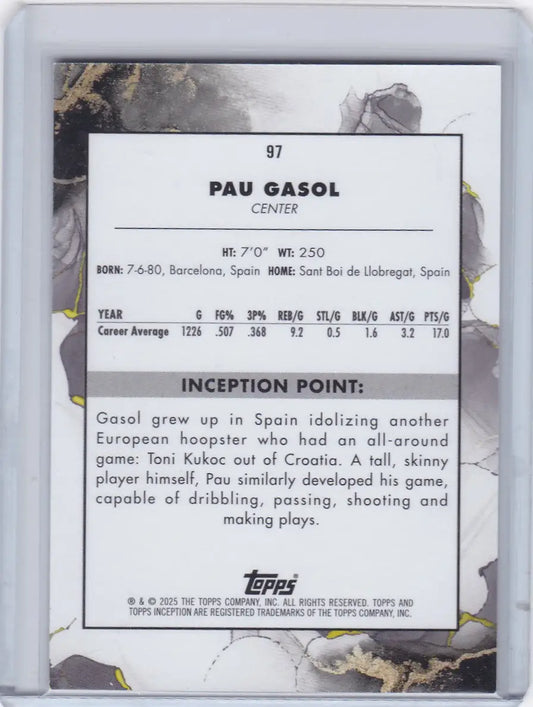 97
PAU GASOL
CENTER
HT: 7'0" WT: 250
BORN: 7-6-80, Barcelona, Spain HOME: Sant Boi de Llobregat, Spain
YEAR G FG% 3P% REB/G STL/G BLK/G AST/G PTS/G
Career Average 1226 .507 .368 9.2 0.5 1.6 3.2 17.0
INCEPTION POINT:
Gasol grew up in Spain idolizing another
European hoopster who had an all-around
game: Toni Kukoc out of Croatia. A tall, skinny
player himself, Pau similarly developed his game,
capable of dribbling, passing, shooting and
making plays.
Topps®
® & © 2025 THE TOPPS COMPANY, INC. ALL RIGHTS RESERVED. TOPPS AND
TOPPS INCEPTION ARE REGISTERED TRADEMARKS OF THE TOPPS COMPANY, INC.